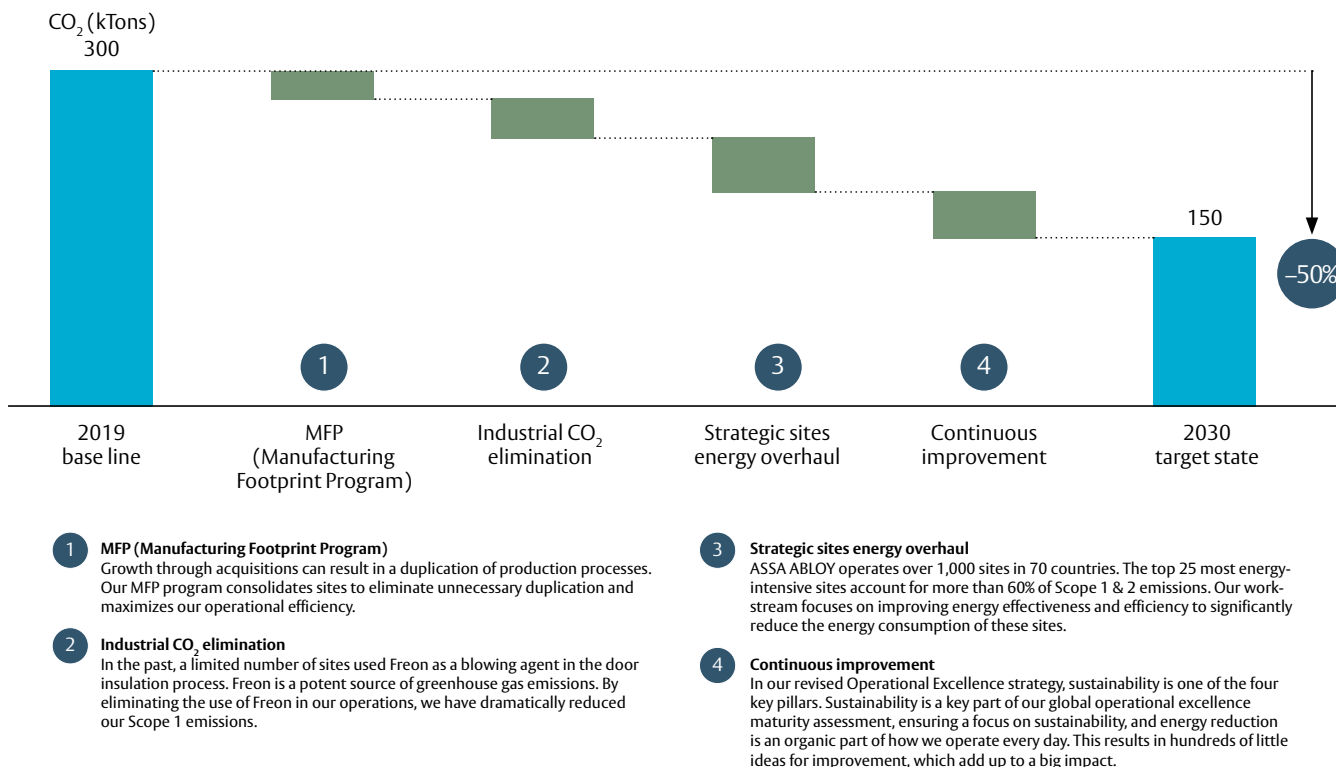 CO₂ (kTons)
300
150
–50%
1
2
3
4
2019
base line
MFP
(Manufacturing
Footprint Program)
Industrial CO₂
elimination
Strategic sites
energy overhaul
Continuous
improvement
2030
target state
1
MFP (Manufacturing Footprint Program)
Growth through acquisitions can result in a duplication of production processes.
Our MFP program consolidates sites to eliminate unnecessary duplication and
maximizes our operational efficiency.
2
Industrial CO₂ elimination
In the past, a limited number of sites used Freon as a blowing agent in the door
insulation process. Freon is a potent source of greenhouse gas emissions. By
eliminating the use of Freon in our operations, we have dramatically reduced
our Scope 1 emissions.
3
Strategic sites energy overhaul
ASSA ABLOY operates over 1,000 sites in 70 countries. The top 25 most energy-
intensive sites account for more than 60% of Scope 1 & 2 emissions. Our work-
stream focuses on improving energy effectiveness and efficiency to significantly
reduce the energy consumption of these sites.
4
Continuous improvement
In our revised Operational Excellence strategy, sustainability is one of the four
key pillars. Sustainability is a key part of our global operational excellence
maturity assessment, ensuring a focus on sustainability, and energy reduction
is an organic part of how we operate every day. This results in hundreds of little
ideas for improvement, which add up to a big impact.